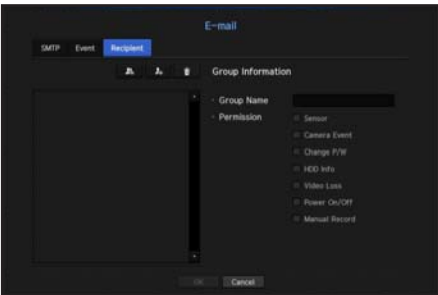 E-mail
SMTP Event Recipient
Group Information
Group Name
Permission
Sensor
Camera Event
Change P/W
HDD Info
Video Loss
Power On/Off
Manual Record
OK Cancel